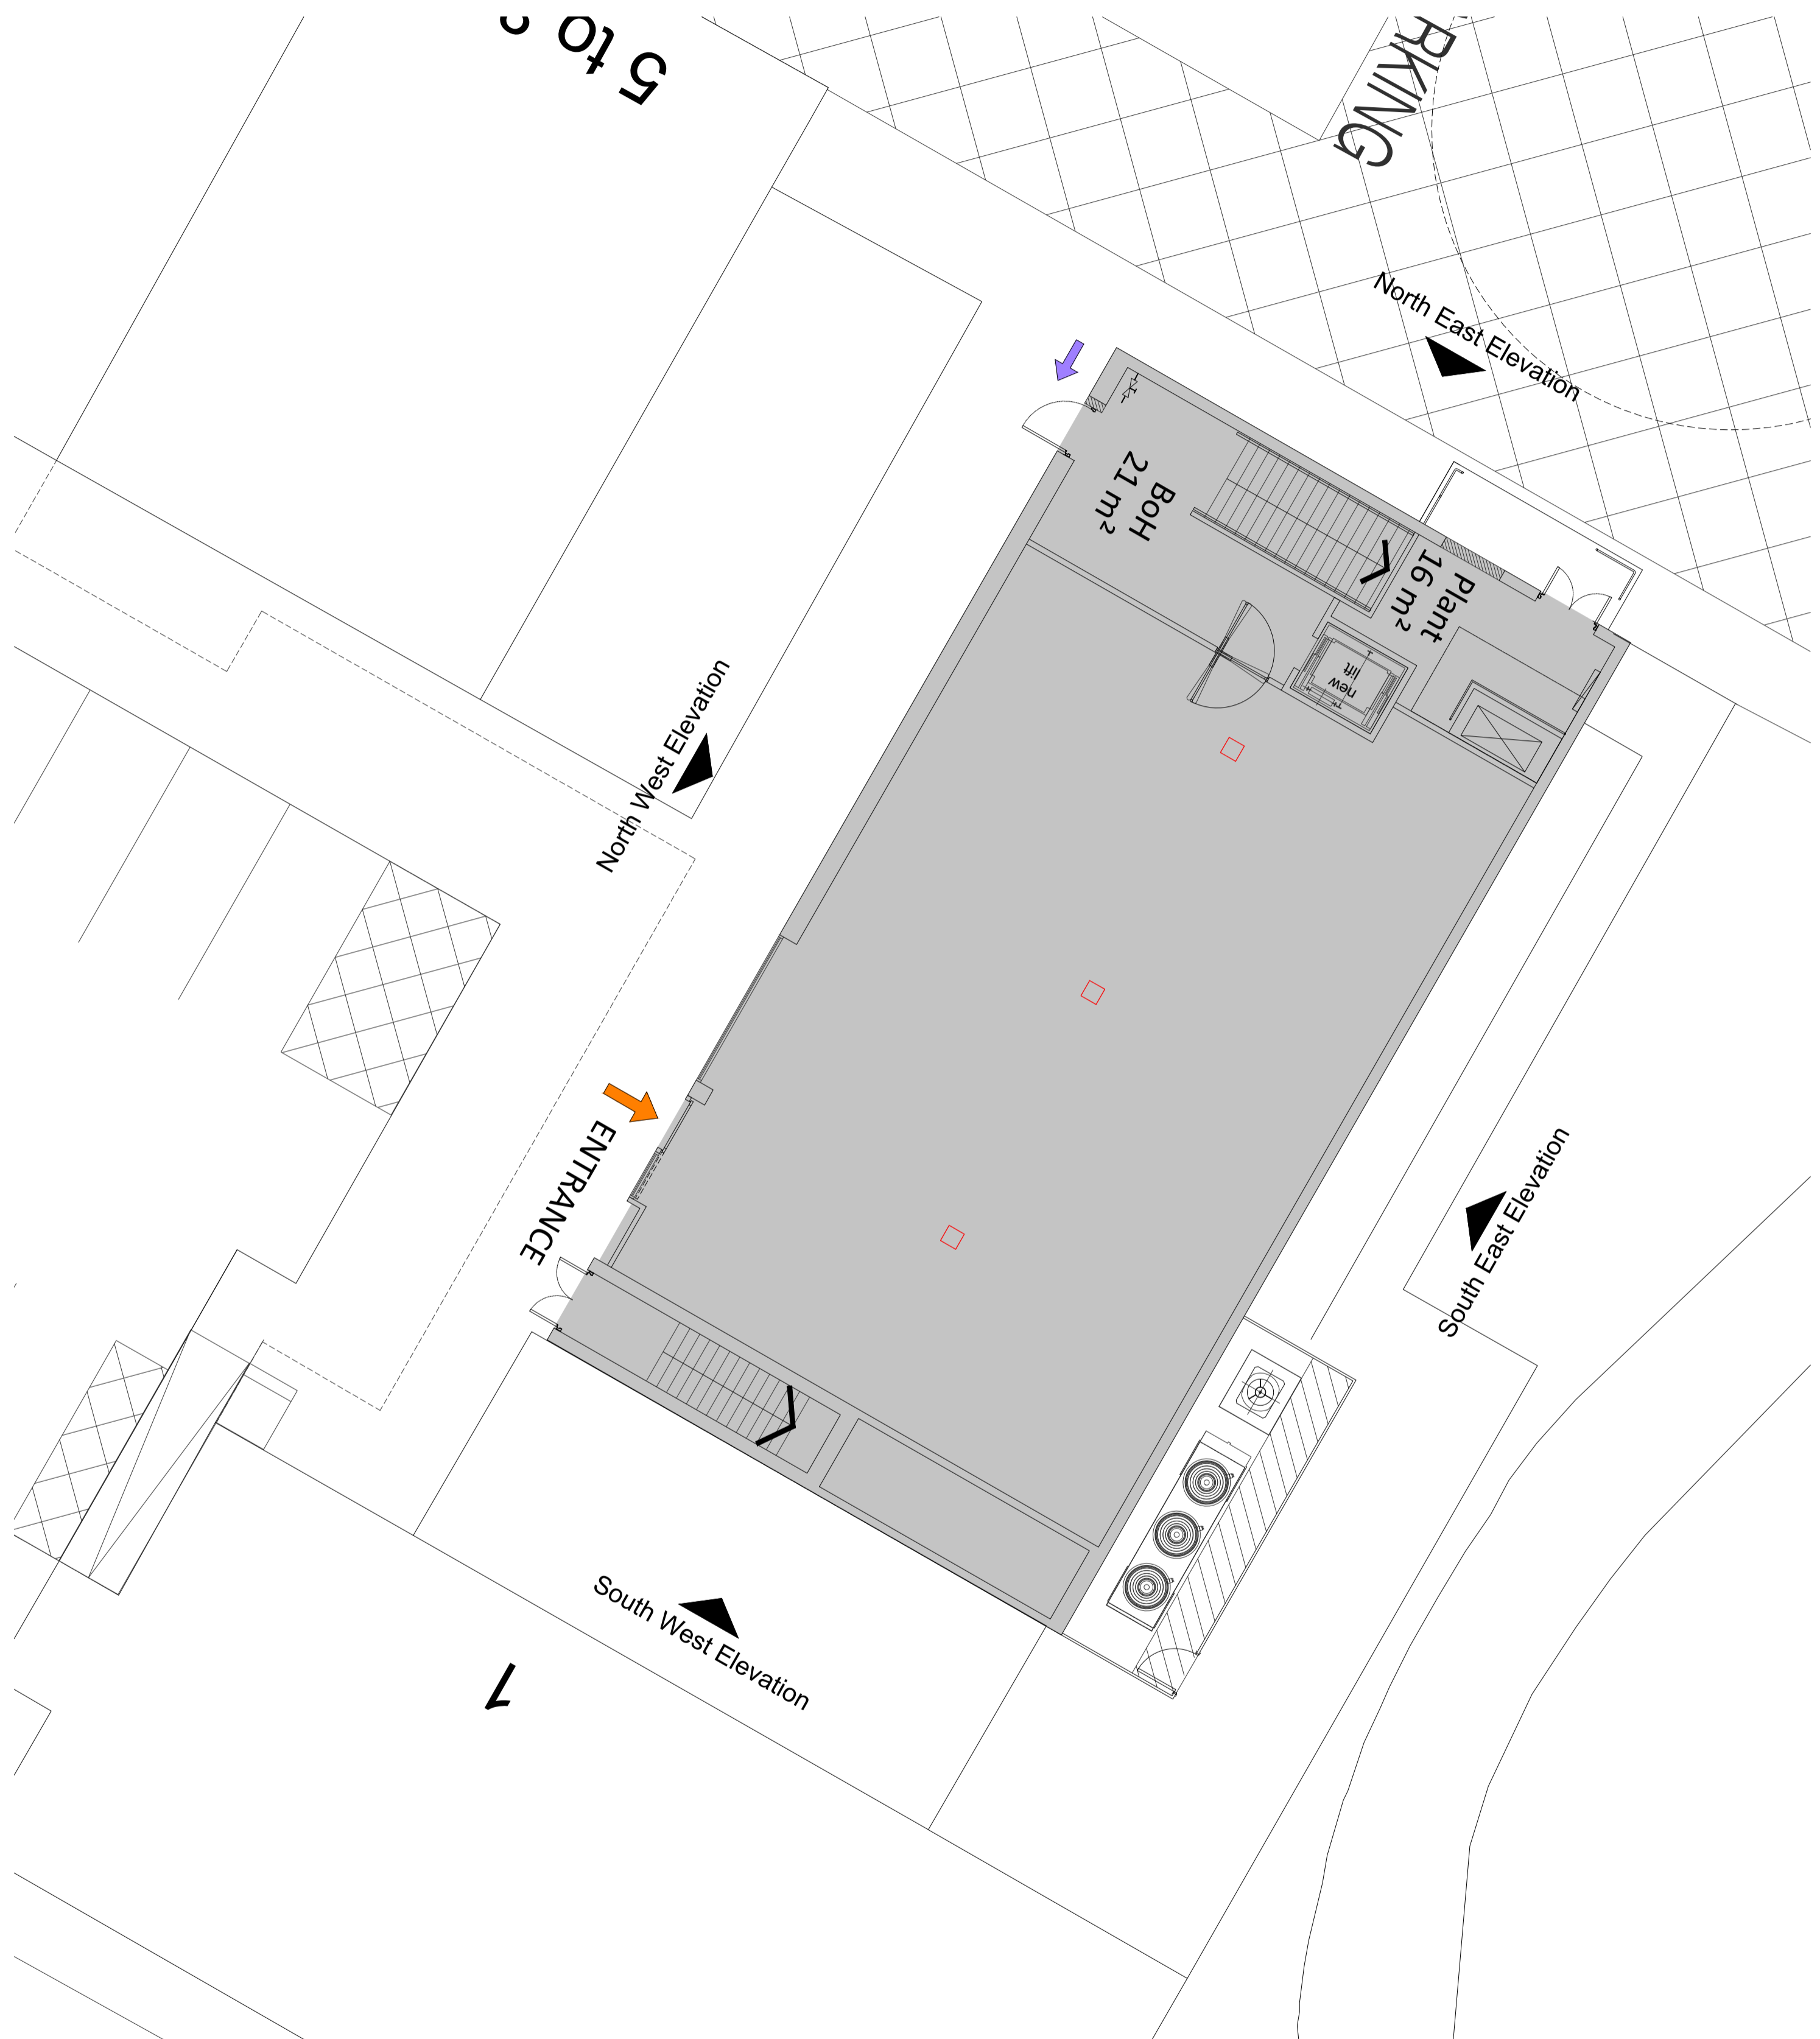 5 to
RKING
North East Elevation
BoH
21 m²
Plant
16 m²
new
lift
North West Elevation
ENTRANCE
South East Elevation
South West Elevation
1